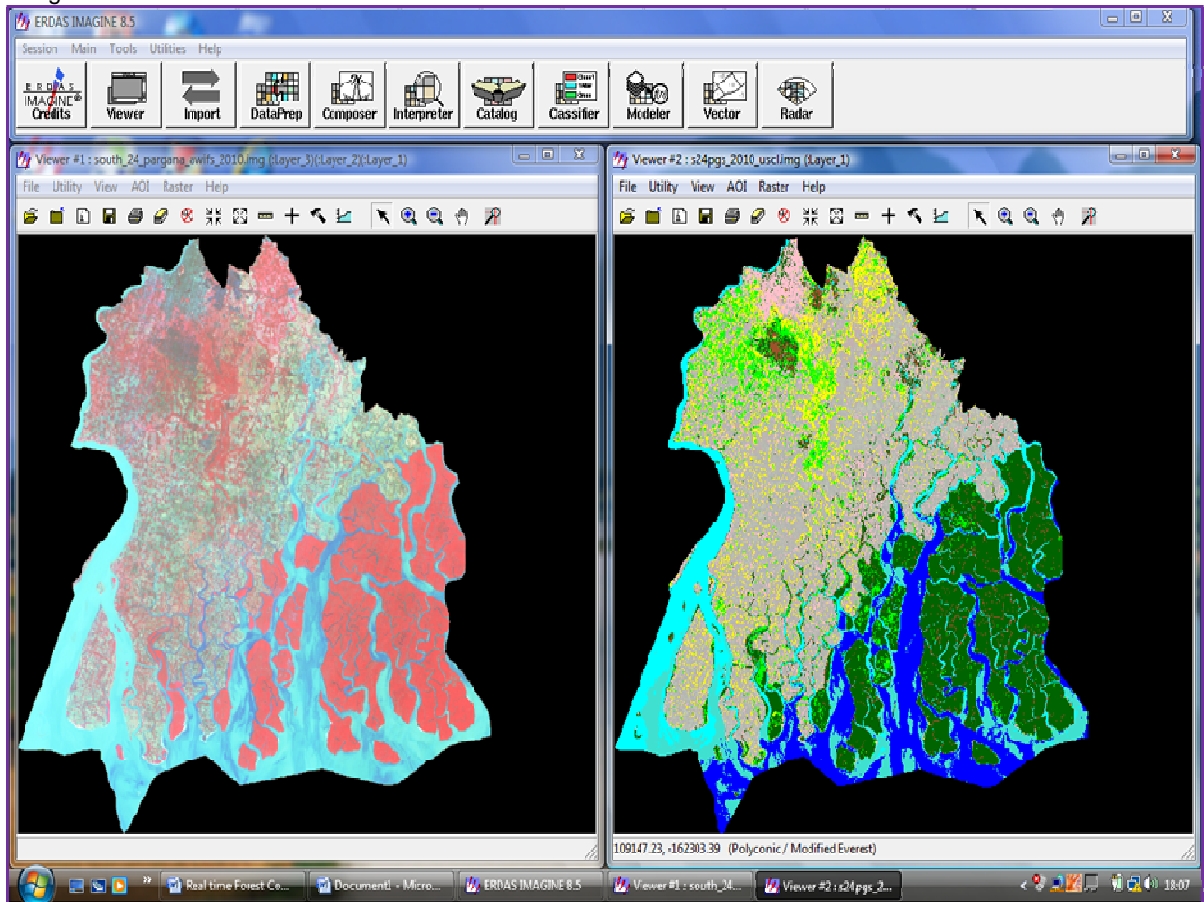 ERDAS IMAGINE 8.5
Session Main Tools Utilities Help
ERDAS IMAGINE® Credits Viewer Import DataPrep Composer Interpreter Catalog Classifier Modeler Vector Radar
Viewer #1 : south_24_pargana_awifs_2010.img (:Layer_3)(:Layer_2)(:Layer_1)
File Utility View AOI Raster Help
Viewer #2 : s24pgs_2010_uscl.img (:Layer_1)
File Utility View AOI Raster Help
109147.23, -162303.39 (Polyconic / Modified Everest)
Real time Forest Co... Document1 - Micro... ERDAS IMAGINE 8.5 Viewer #1 : south_24... Viewer #2 : s24pgs_2... 18:07